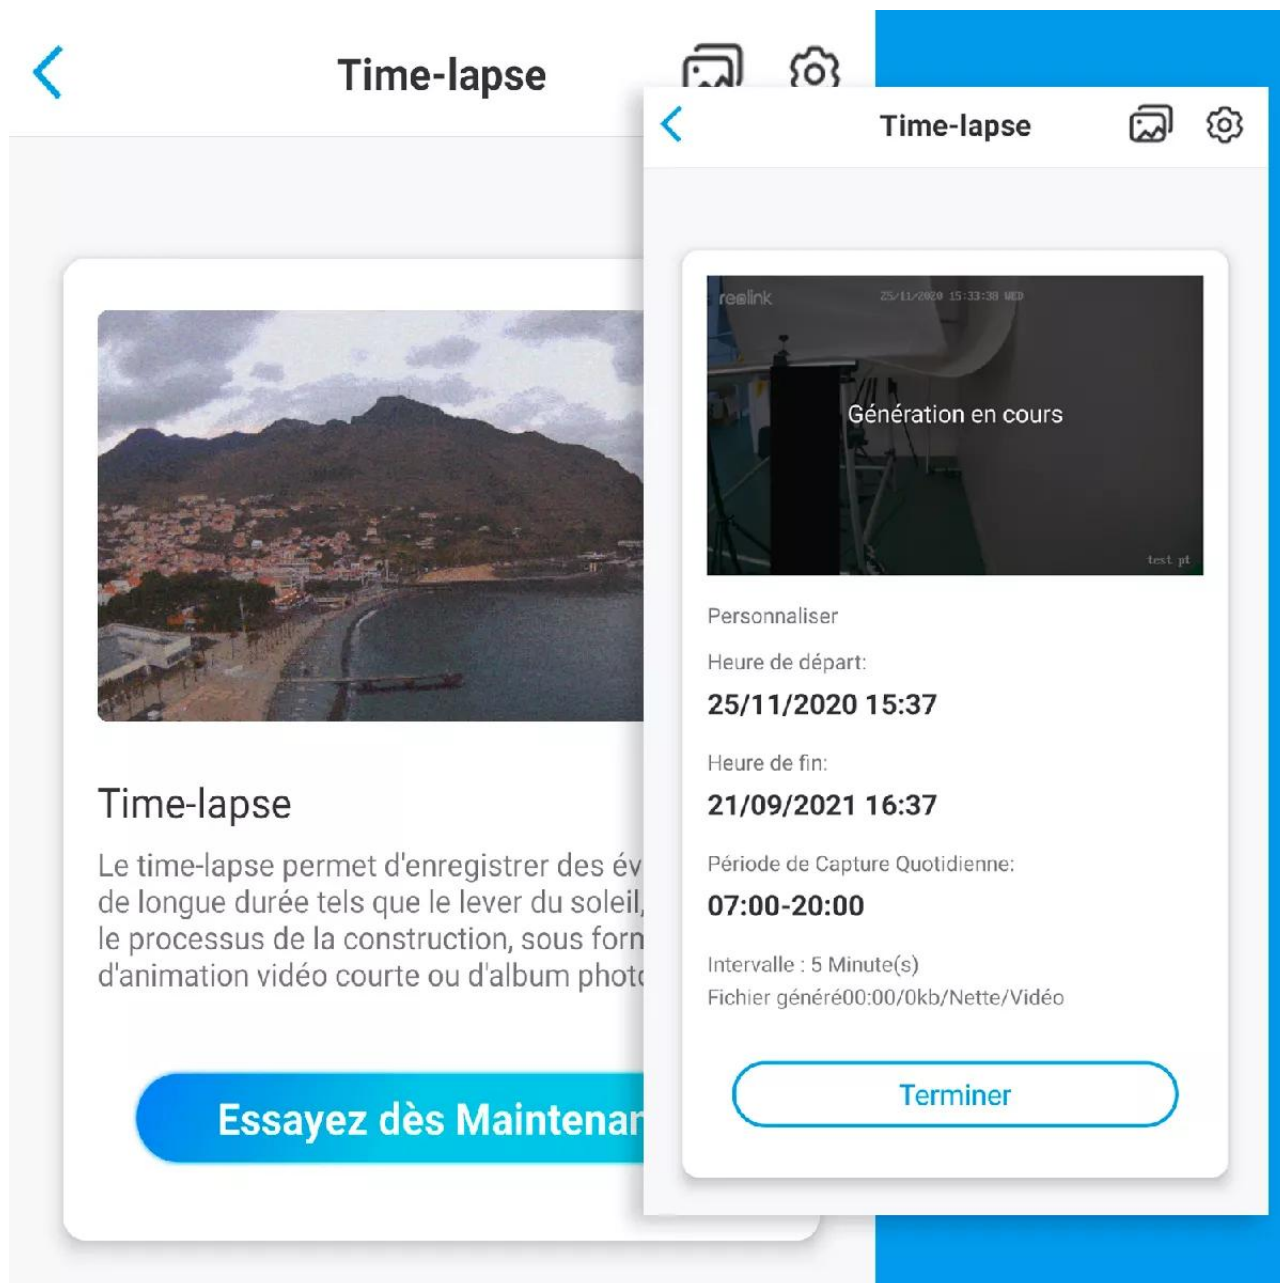 Time-lapse
Time-lapse
Le time-lapse permet d'enregistrer des
de longue durée tels que le lever du soleil,
le processus de la construction, sous
d'animation vidéo courte ou d'album
Essayez dès
Time-lapse
reolink
25/11/2020 15:33:38 WED
Génération en cours
test pt
Personnaliser
Heure de départ:
25/11/2020 15:37
Heure de fin:
21/09/2021 16:37
Période de Capture Quotidienne:
07:00-20:00
Intervalle : 5 Minute(s)
Fichier généré00:00/0kb/Nette/Vidéo
Terminer